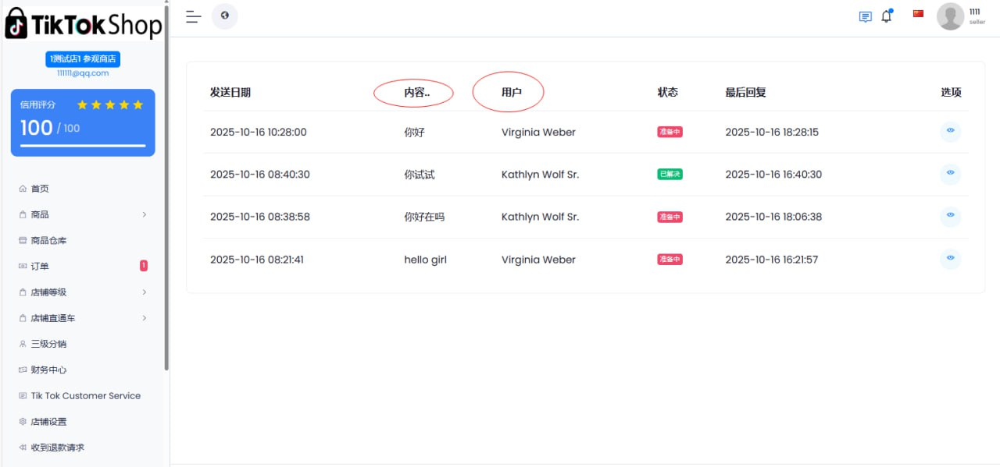 TikTok Shop
1测试店1 参观商店
111111@qq.com
信用评分
100 / 100
首页
商品
商品仓库
订单 1
店铺等级
店铺直通车
三级分销
财务中心
Tik Tok Customer Service
店铺设置
收到退款请求
1111
seller
发送日期 内容.. 用户 状态 最后回复 选项
2025-10-16 10:28:00 你好 Virginia Weber 准备中 2025-10-16 18:28:15
2025-10-16 08:40:30 你试试 Kathlyn Wolf Sr. 已解决 2025-10-16 16:40:30
2025-10-16 08:38:58 你好在吗 Kathlyn Wolf Sr. 准备中 2025-10-16 18:06:38
2025-10-16 08:21:41 hello girl Virginia Weber 准备中 2025-10-16 16:21:57